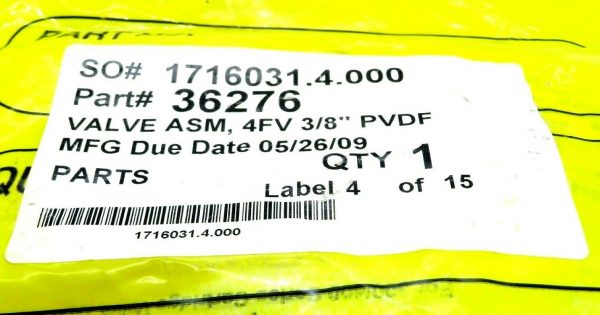 PART
SO# 1716031.4.000
Part# 36276
VALVE ASM, 4FV 3/8" PVDF
MFG Due Date 05/26/09
QTY 1
PARTS
Label 4 of 15
1716031.4.000